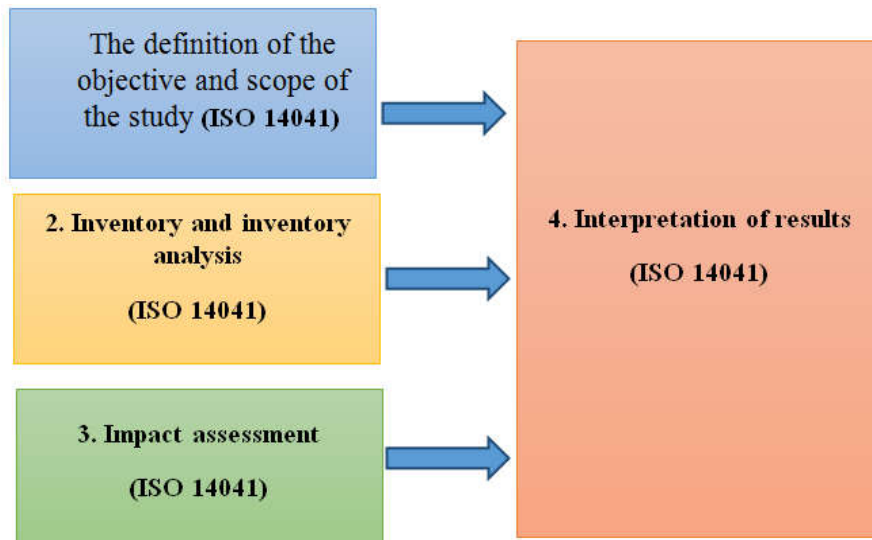 The definition of the
objective and scope of
the study (ISO 14041)
2. Inventory and inventory
analysis
(ISO 14041)
3. Impact assessment
(ISO 14041)
4. Interpretation of results
(ISO 14041)